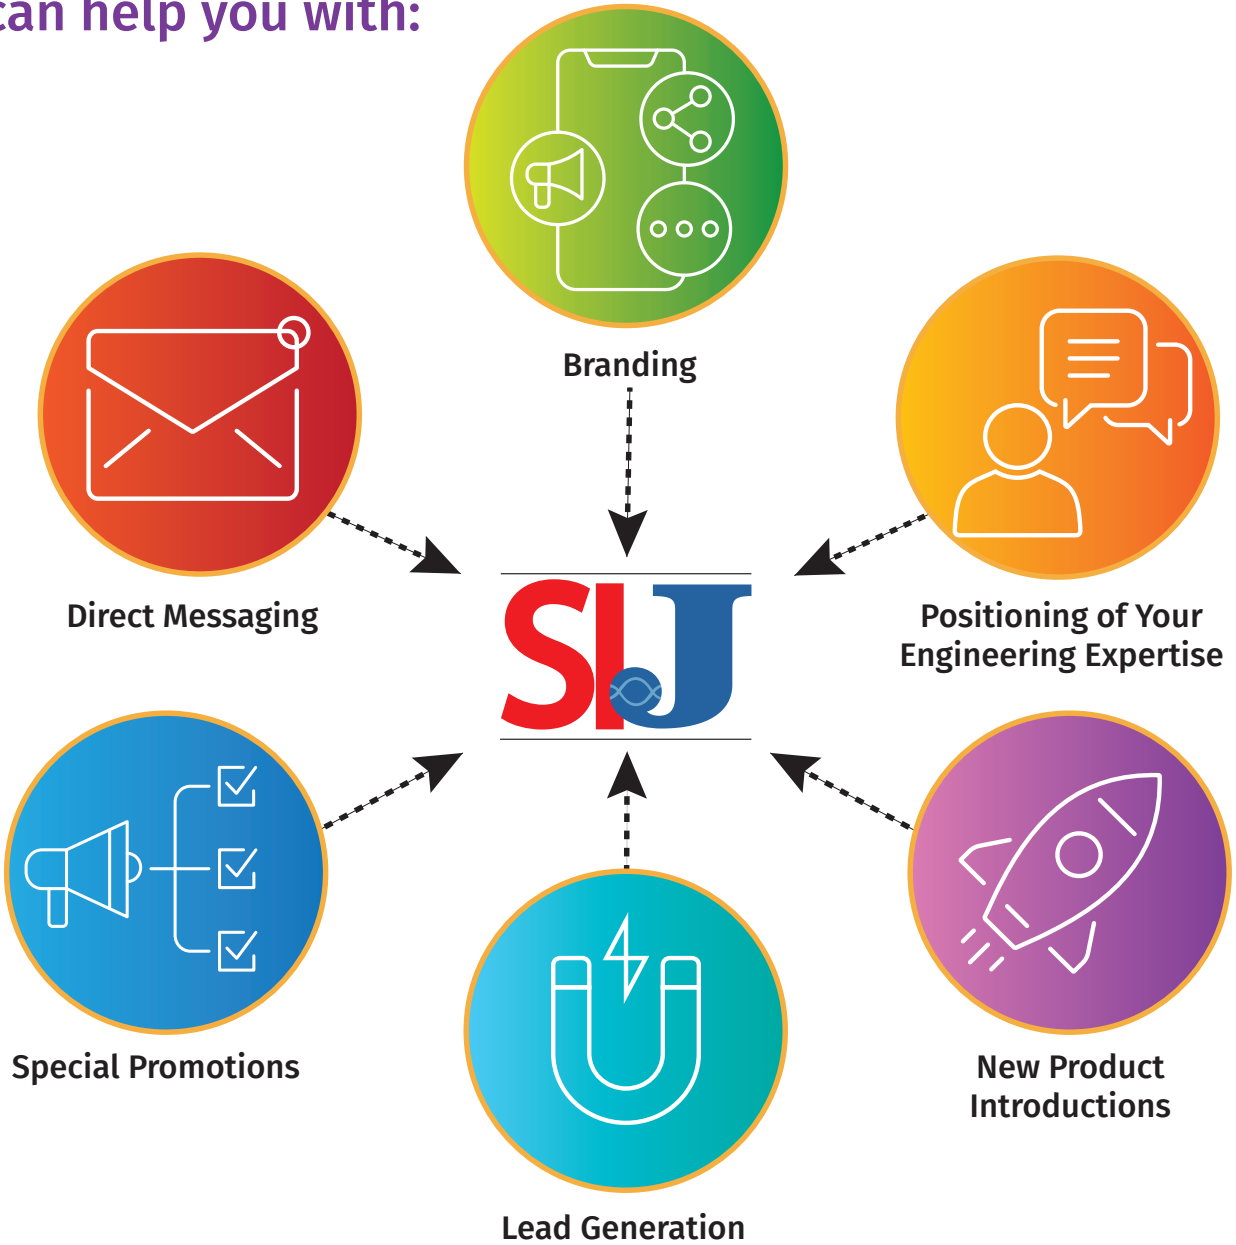 can help you with:
Branding
Direct Messaging
Positioning of Your
Engineering Expertise
SIJ
Special Promotions
New Product
Introductions
Lead Generation